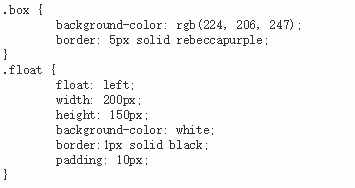 .box {
        background-color: rgb(224, 206, 247);
        border: 5px solid rebeccapurple;
}
.float {
        float: left;
        width: 200px;
        height: 150px;
        background-color: white;
        border:1px solid black;
        padding: 10px;
}